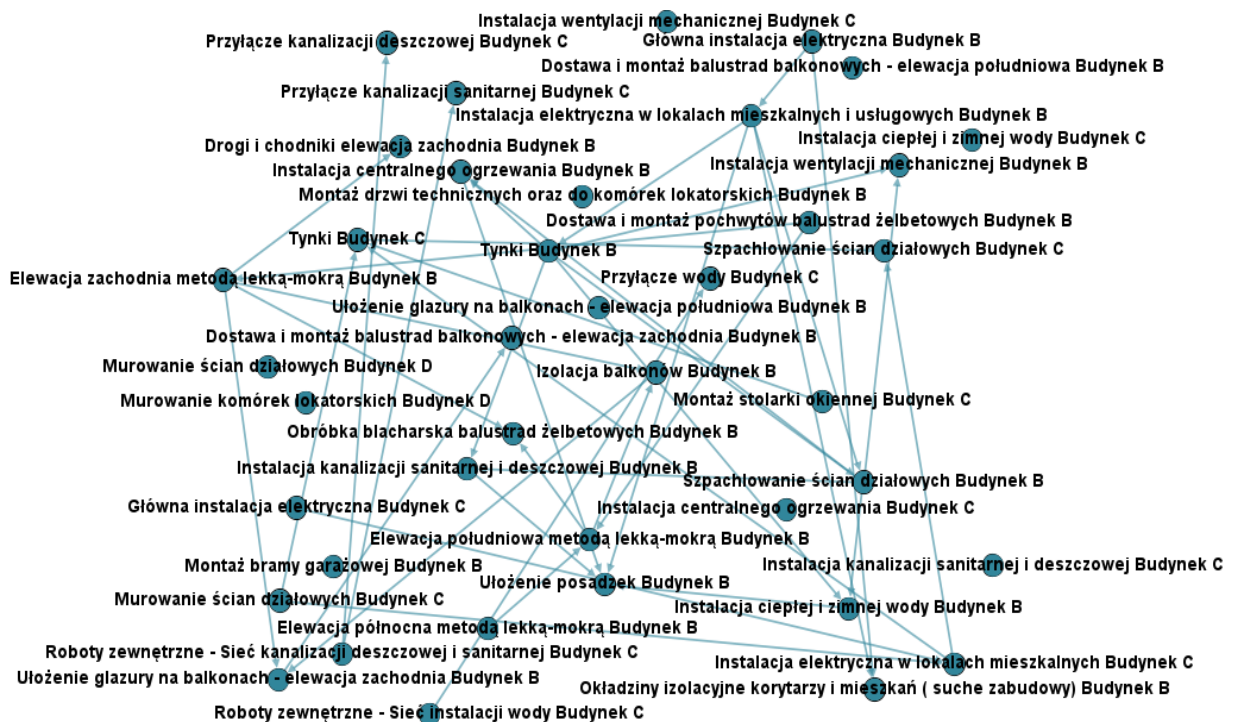 Instalacja wentylacji mechanicznej Budynek C
Przyłącze kanalizacji deszczowej Budynek C
Główna instalacja elektryczna Budynek B
Dostawa i montaż balustrad balkonowych - elewacja południowa Budynek B
Przyłącze kanalizacji sanitarnej Budynek C
Instalacja elektryczna w lokalach mieszkalnych i usługowych Budynek B
Instalacja ciepłej i zimnej wody Budynek C
Drogi i chodniki elewacja zachodnia Budynek B
Instalacja wentylacji mechanicznej Budynek B
Instalacja centralnego ogrzewania Budynek B
Montaż drzwi technicznych oraz do komórek lokatorskich Budynek B
Dostawa i montaż pochwytów balustrad żelbetowych Budynek B
Tynki Budynek C
Tynki Budynek B
Szpachlowanie ścian działowych Budynek C
Elewacja zachodnia metodą lekką-mokrą Budynek B
Przyłącze wody Budynek C
Ułożenie glazury na balkonach - elewacja południowa Budynek B
Dostawa i montaż balustrad balkonowych - elewacja zachodnia Budynek B
Murowanie ścian działowych Budynek D
Izolacja balkonów Budynek B
Murowanie komórek lokatorskich Budynek D
Montaż stolarki okiennej Budynek C
Obróbka blacharska balustrad żelbetowych Budynek B
Instalacja kanalizacji sanitarnej i deszczowej Budynek B
Szpachlowanie ścian działowych Budynek B
Główna instalacja elektryczna Budynek C
Instalacja centralnego ogrzewania Budynek C
Elewacja południowa metodą lekką-mokrą Budynek B
Montaż bramy garażowej Budynek B
Instalacja kanalizacji sanitarnej i deszczowej Budynek C
Ułożenie posadzek Budynek B
Murowanie ścian działowych Budynek C
Instalacja ciepłej i zimnej wody Budynek B
Elewacja północna metodą lekką-mokrą Budynek B
Roboty zewnętrzne - Sieć kanalizacji deszczowej i sanitarnej Budynek C
Instalacja elektryczna w lokalach mieszkalnych Budynek C
Ułożenie glazury na balkonach - elewacja zachodnia Budynek B
Okładziny izolacyjne korytarzy i mieszkań ( suche zabudowy) Budynek B
Roboty zewnętrzne - Sieć instalacji wody Budynek C